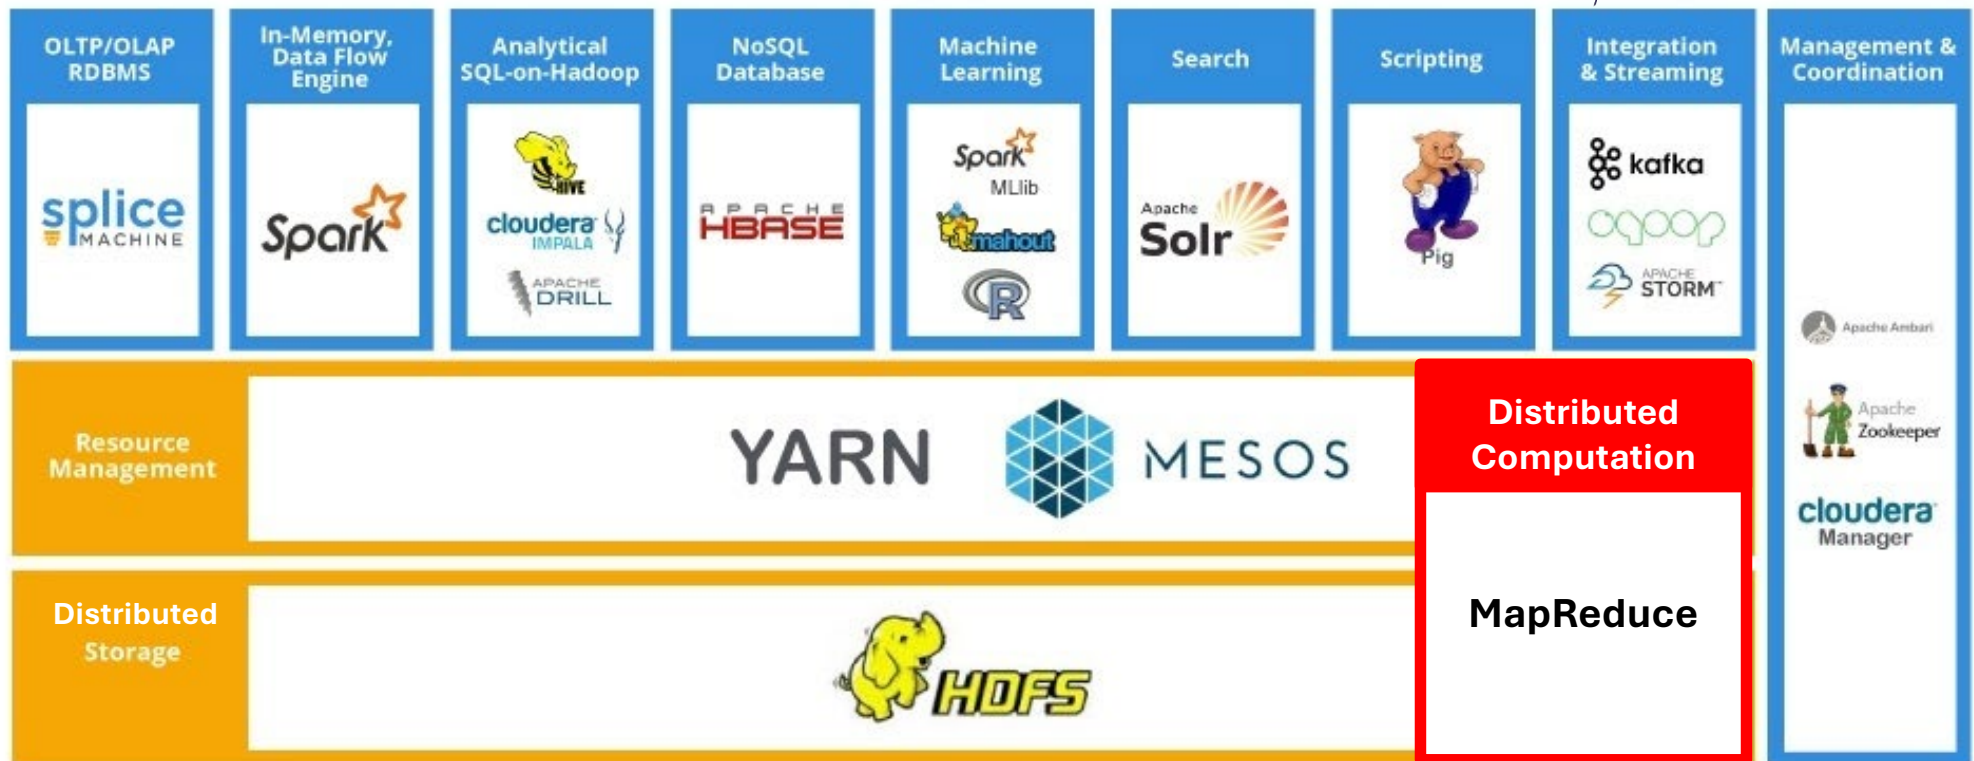 OLTP/OLAP
RDBMS
splice
MACHINE
In-Memory,
Data Flow
Engine
Spark
Analytical
SQL-on-Hadoop
HIVE
cloudera
IMPALA
APACHE
DRILL
NoSQL
Database
APACHE
HBASE
Machine
Learning
Spark
MLlib
mahout
R
Search
Apache
Solr
Scripting
Pig
Integration
& Streaming
kafka
sqoop
APACHE
STORM™
Management &
Coordination
Apache Ambari
Apache
Zookeeper
cloudera
Manager
Resource
Management
YARN
MESOS
Distributed
Computation
MapReduce
Distributed
Storage
HDFS